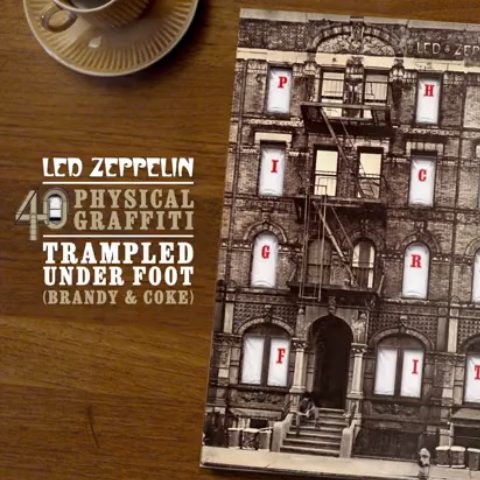 LED ZEPPELIN
40 PHYSICAL
GRAFFITI
TRAMPLED
UNDER FOOT
(BRANDY & COKE)
LED ZEP
P H
I C
G R
F I T